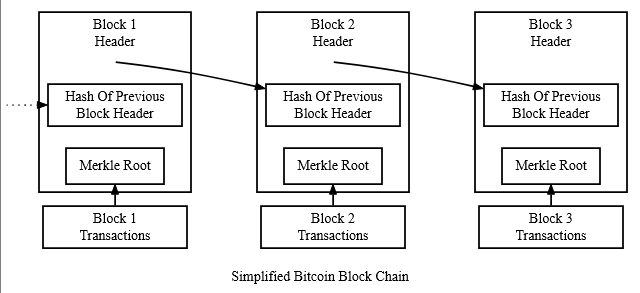 Block 1
Header
Hash Of Previous
Block Header
Merkle Root
Block 1
Transactions
Block 2
Header
Hash Of Previous
Block Header
Merkle Root
Block 2
Transactions
Block 3
Header
Hash Of Previous
Block Header
Merkle Root
Block 3
Transactions
Simplified Bitcoin Block Chain